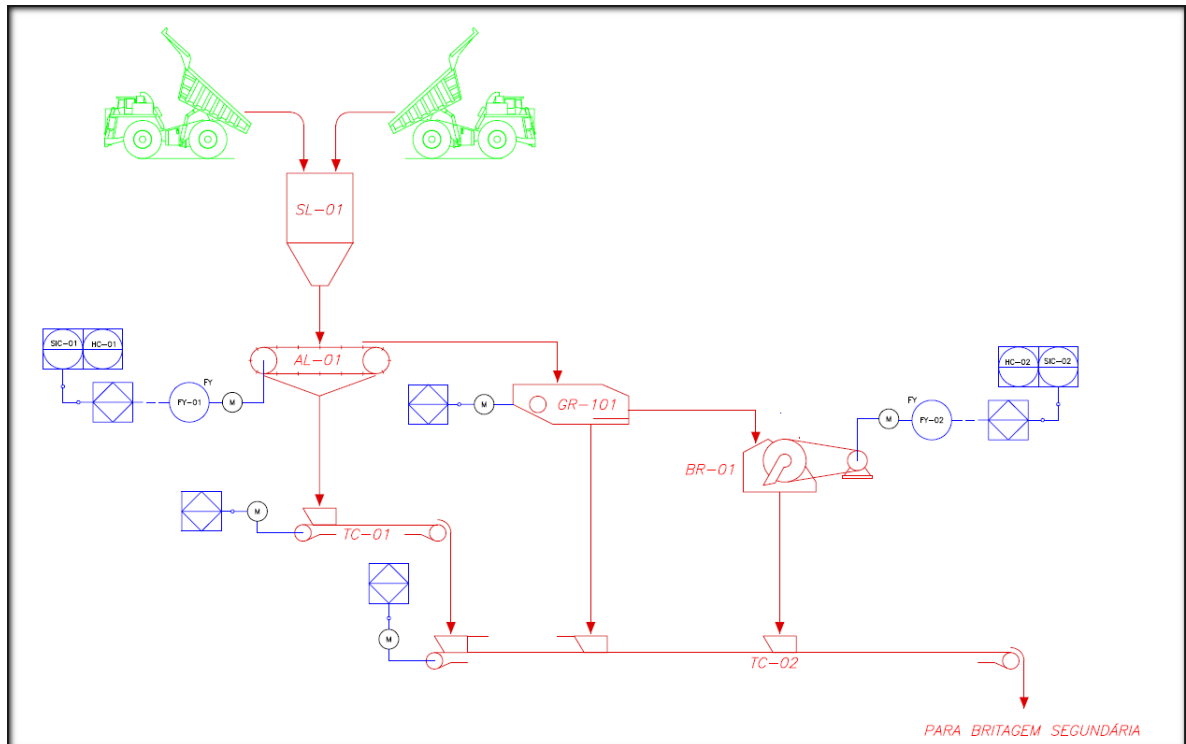 SL-01
SIC-01 HC-01
AL-01
FY
FY-01
M
M
GR-101
HC-02 SIC-02
FY
M
FY-02
BR-01
M
TC-01
M
TC-02
PARA BRITAGEM SEGUNDÁRIA